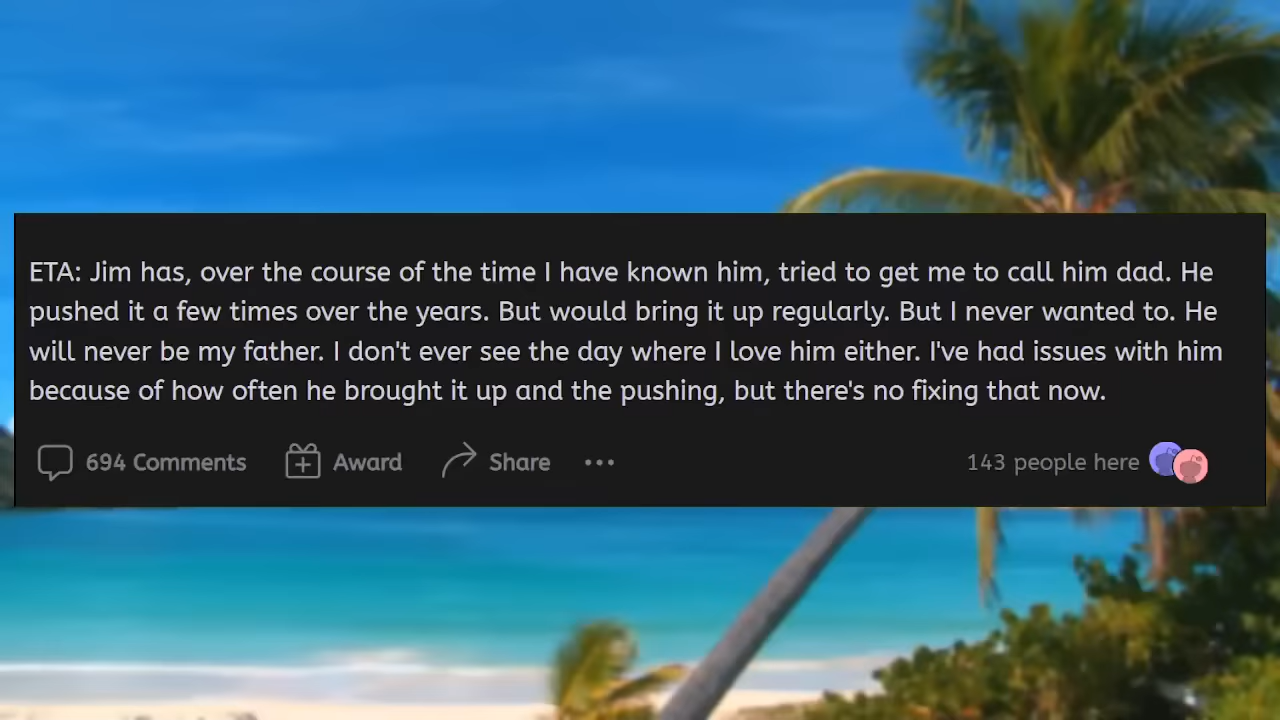 ETA: Jim has, over the course of the time I have known him, tried to get me to call him dad. He
pushed it a few times over the years. But would bring it up regularly. But I never wanted to. He
will never be my father. I don't ever see the day where I love him either. I've had issues with him
because of how often he brought it up and the pushing, but there's no fixing that now.
694 Comments Award Share 143 people here